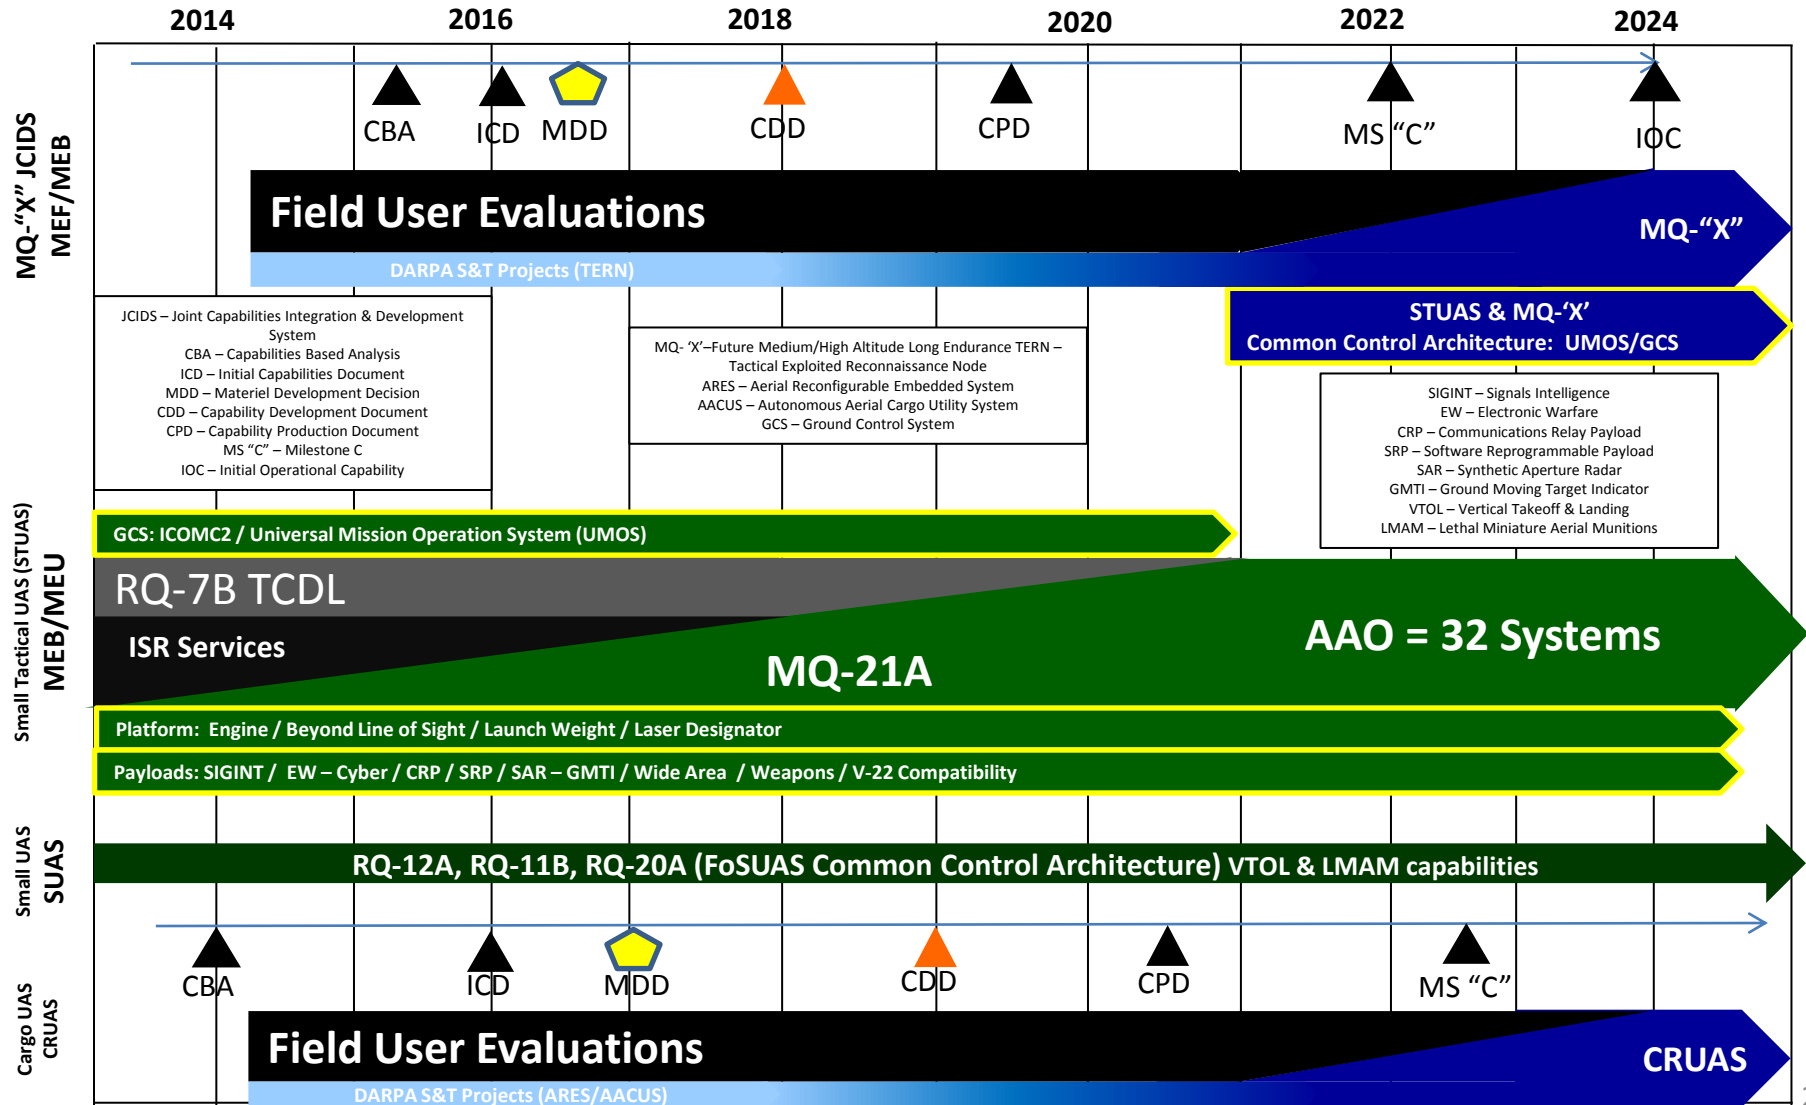 2014 2016 2018 2020 2022 2024
MQ-“X” JCIDS
MEF/MEB
CBA ICD MDD CDD CPD MS “C” IOC
Field User Evaluations
MQ-“X”
DARPA S&T Projects (TERN)
STUAS & MQ-‘X’
Common Control Architecture: UMOS/GCS
JCIDS – Joint Capabilities Integration & Development
System
CBA – Capabilities Based Analysis
ICD – Initial Capabilities Document
MDD – Materiel Development Decision
CDD – Capability Development Document
CPD – Capability Production Document
MS “C” – Milestone C
IOC – Initial Operational Capability
MQ- ‘X’–Future Medium/High Altitude Long Endurance TERN –
Tactical Exploited Reconnaissance Node
ARES – Aerial Reconfigurable Embedded System
AACUS – Autonomous Aerial Cargo Utility System
GCS – Ground Control System
SIGINT – Signals Intelligence
EW – Electronic Warfare
CRP – Communications Relay Payload
SRP – Software Reprogrammable Payload
SAR – Synthetic Aperture Radar
GMTI – Ground Moving Target Indicator
VTOL – Vertical Takeoff & Landing
LMAM – Lethal Miniature Aerial Munitions
Small Tactical UAS (STUAS)
MEB/MEU
GCS: ICOMC2 / Universal Mission Operation System (UMOS)
RQ-7B TCDL
ISR Services
MQ-21A
AAO = 32 Systems
Platform: Engine / Beyond Line of Sight / Launch Weight / Laser Designator
Payloads: SIGINT / EW – Cyber / CRP / SRP / SAR – GMTI / Wide Area / Weapons / V-22 Compatibility
Small UAS
SUAS
RQ-12A, RQ-11B, RQ-20A (FoSUAS Common Control Architecture) VTOL & LMAM capabilities
Cargo UAS
CRUAS
CBA ICD MDD CDD CPD MS “C”
Field User Evaluations
CRUAS
DARPA S&T Projects (ARES/AACUS)